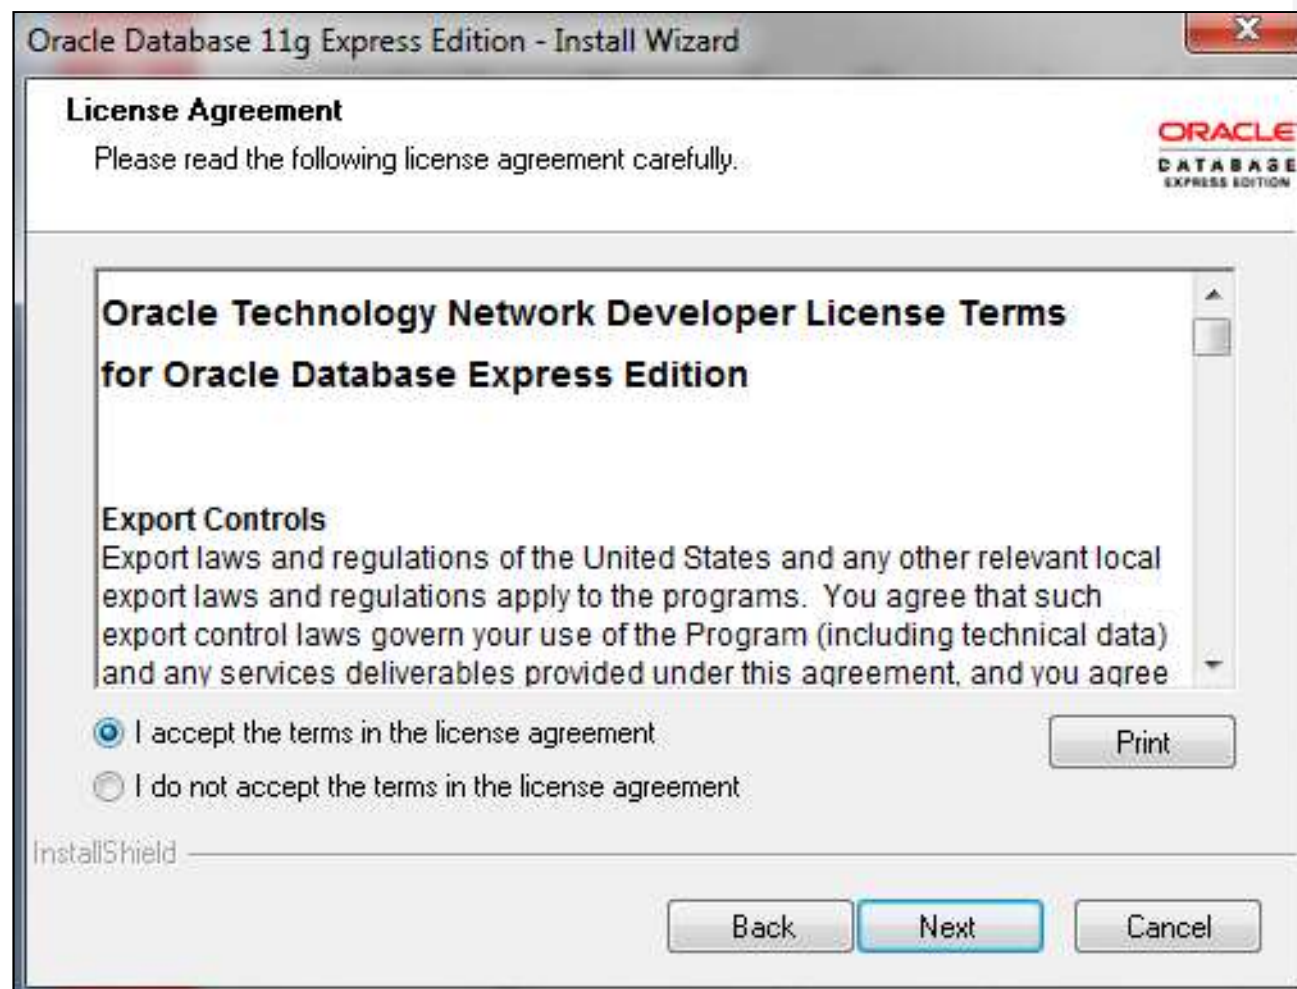 Oracle Database 11g Express Edition - Install Wizard
License Agreement
Please read the following license agreement carefully.
ORACLE
DATABASE
EXPRESS EDITION
Oracle Technology Network Developer License Terms
for Oracle Database Express Edition
Export Controls
Export laws and regulations of the United States and any other relevant local
export laws and regulations apply to the programs.  You agree that such
export control laws govern your use of the Program (including technical data)
and any services deliverables provided under this agreement, and you agree
I accept the terms in the license agreement
Print
I do not accept the terms in the license agreement
InstallShield
Back
Next
Cancel